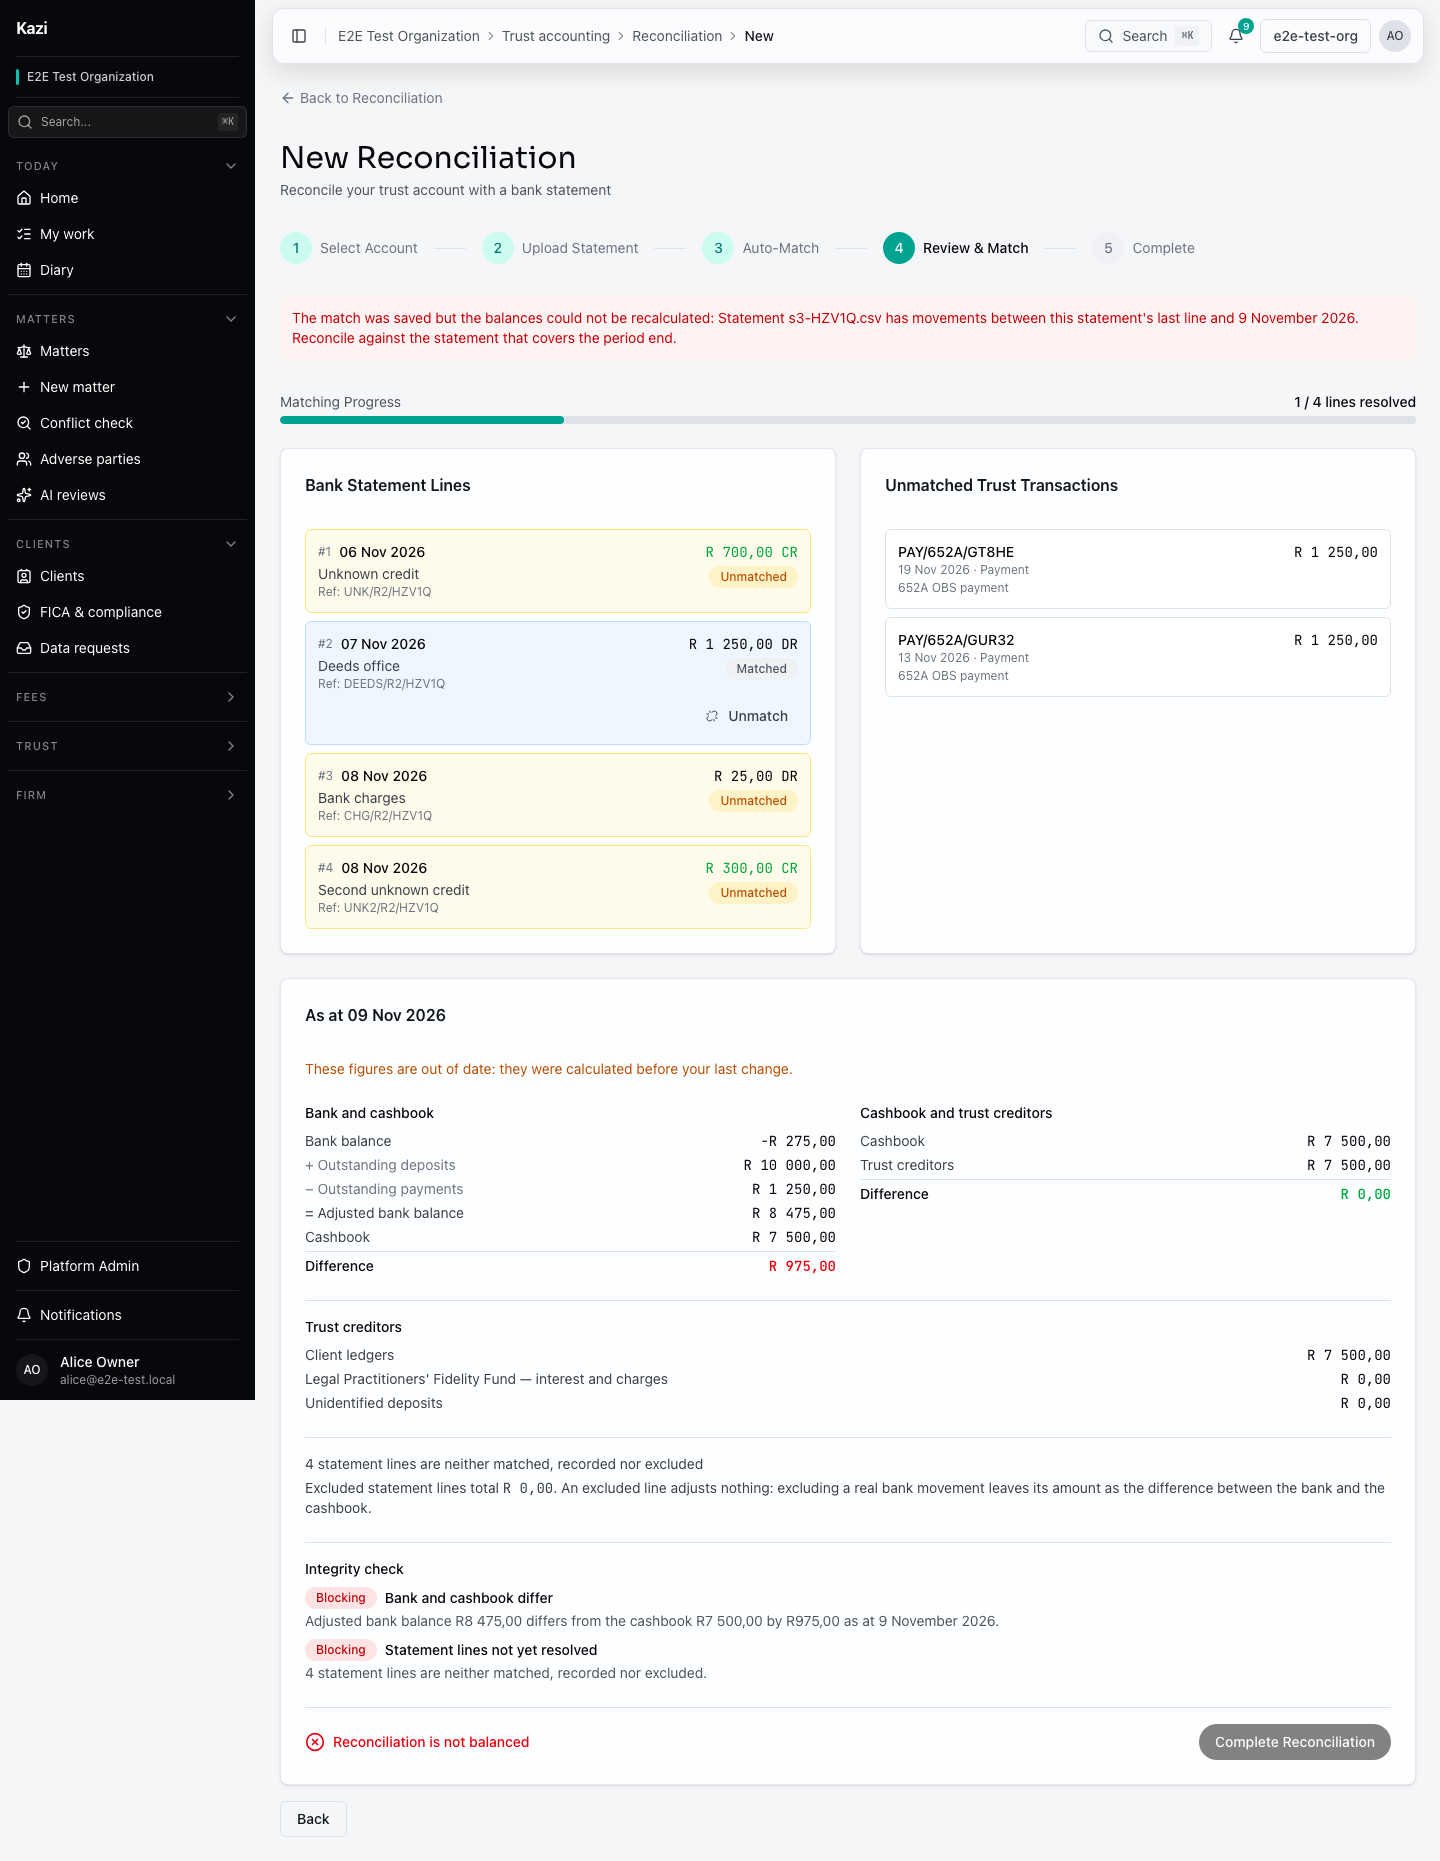 Kazi
E2E Test Organization
Search...
⌘K
TODAY
Home
My work
Diary
MATTERS
Matters
New matter
Conflict check
Adverse parties
AI reviews
CLIENTS
Clients
FICA & compliance
Data requests
FEES
TRUST
FIRM
Platform Admin
Notifications
AO
Alice Owner
alice@e2e-test.local
E2E Test Organization > Trust accounting > Reconciliation > New
Search ⌘K
9
e2e-test-org
AO
Back to Reconciliation
New Reconciliation
Reconcile your trust account with a bank statement
1 Select Account
2 Upload Statement
3 Auto-Match
4 Review & Match
5 Complete
The match was saved but the balances could not be recalculated: Statement s3-HZV1Q.csv has movements between this statement's last line and 9 November 2026.
Reconcile against the statement that covers the period end.
Matching Progress
1 / 4 lines resolved
Bank Statement Lines
#1 06 Nov 2026 R 700,00 CR
Unknown credit Unmatched
Ref: UNK/R2/HZV1Q
#2 07 Nov 2026 R 1 250,00 DR
Deeds office Matched
Ref: DEEDS/R2/HZV1Q
Unmatch
#3 08 Nov 2026 R 25,00 DR
Bank charges Unmatched
Ref: CHG/R2/HZV1Q
#4 08 Nov 2026 R 300,00 CR
Second unknown credit Unmatched
Ref: UNK2/R2/HZV1Q
Unmatched Trust Transactions
PAY/652A/GT8HE R 1 250,00
19 Nov 2026 · Payment
652A OBS payment
PAY/652A/GUR32 R 1 250,00
13 Nov 2026 · Payment
652A OBS payment
As at 09 Nov 2026
These figures are out of date: they were calculated before your last change.
Bank and cashbook
Bank balance -R 275,00
+ Outstanding deposits R 10 000,00
− Outstanding payments R 1 250,00
= Adjusted bank balance R 8 475,00
Cashbook R 7 500,00
Difference R 975,00
Cashbook and trust creditors
Cashbook R 7 500,00
Trust creditors R 7 500,00
Difference R 0,00
Trust creditors
Client ledgers R 7 500,00
Legal Practitioners' Fidelity Fund — interest and charges R 0,00
Unidentified deposits R 0,00
4 statement lines are neither matched, recorded nor excluded
Excluded statement lines total R 0,00. An excluded line adjusts nothing: excluding a real bank movement leaves its amount as the difference between the bank and the
cashbook.
Integrity check
Blocking Bank and cashbook differ
Adjusted bank balance R8 475,00 differs from the cashbook R7 500,00 by R975,00 as at 9 November 2026.
Blocking Statement lines not yet resolved
4 statement lines are neither matched, recorded nor excluded.
Reconciliation is not balanced
Complete Reconciliation
Back